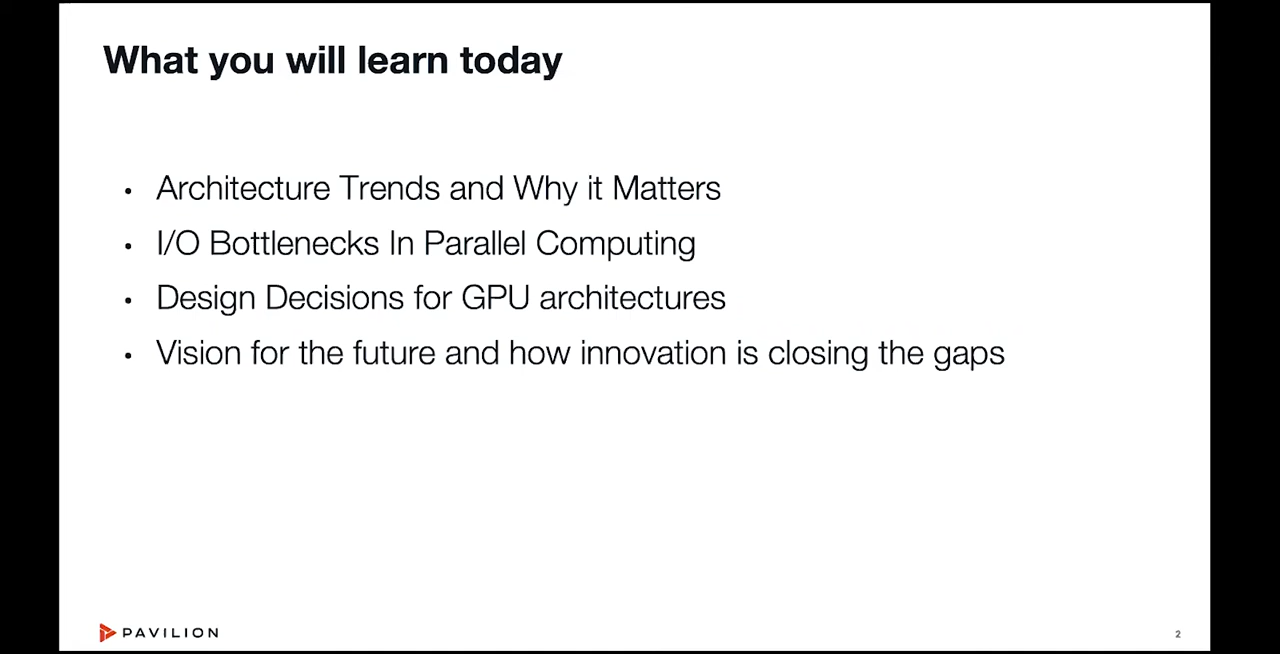 What you will learn today
• Architecture Trends and Why it Matters
• I/O Bottlenecks In Parallel Computing
• Design Decisions for GPU architectures
• Vision for the future and how innovation is closing the gaps
PAVILION
2